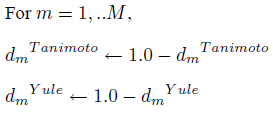 For m = 1,..M,
d_m^Tanimoto ← 1.0 − d_m^Tanimoto
d_m^Yule ← 1.0 − d_m^Yule